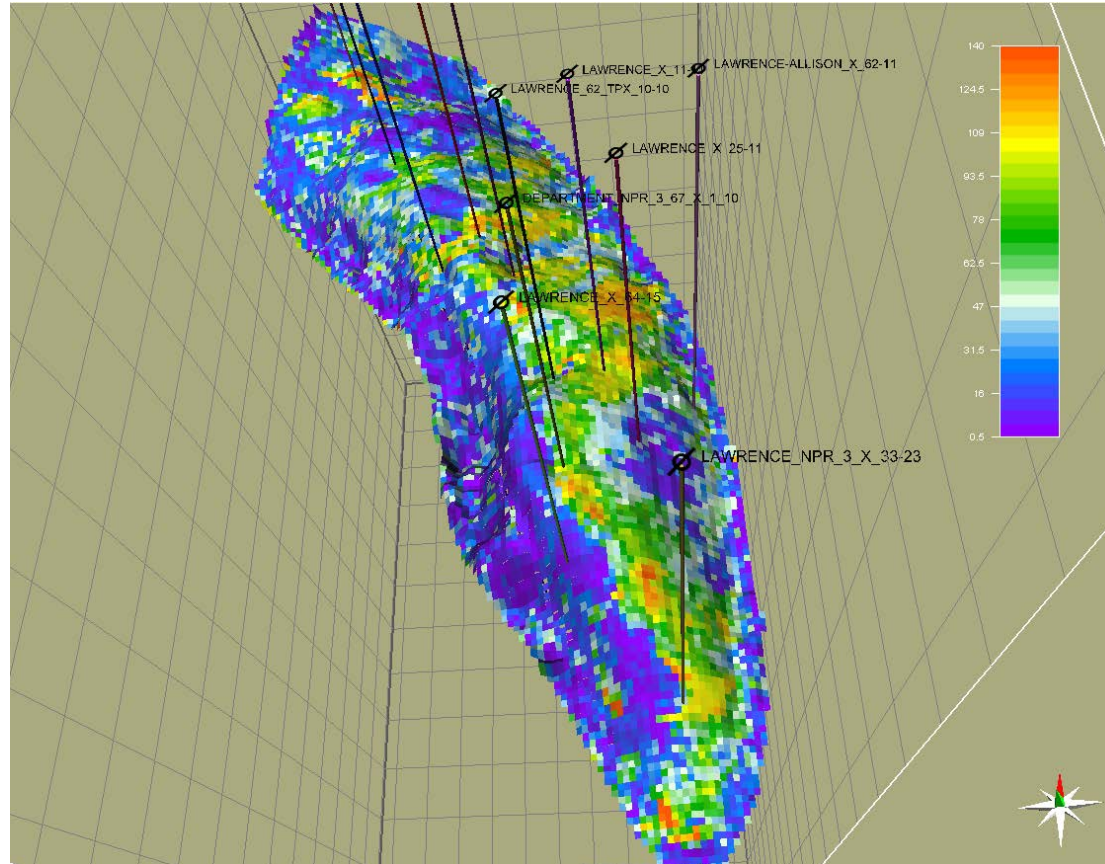 140
LAWRENCE_X_11-
LAWRENCE-ALLISON_X_62-11
LAWRENCE_62_TPX_10-10
124.5
109
LAWRENCE_X_25-11
93.5
DEPARTMENT_NPR_3_67_X_1_10
78
62.5
LAWRENCE_X_64-15
47
31.5
16
0.5
LAWRENCE_NPR_3_X_33-23